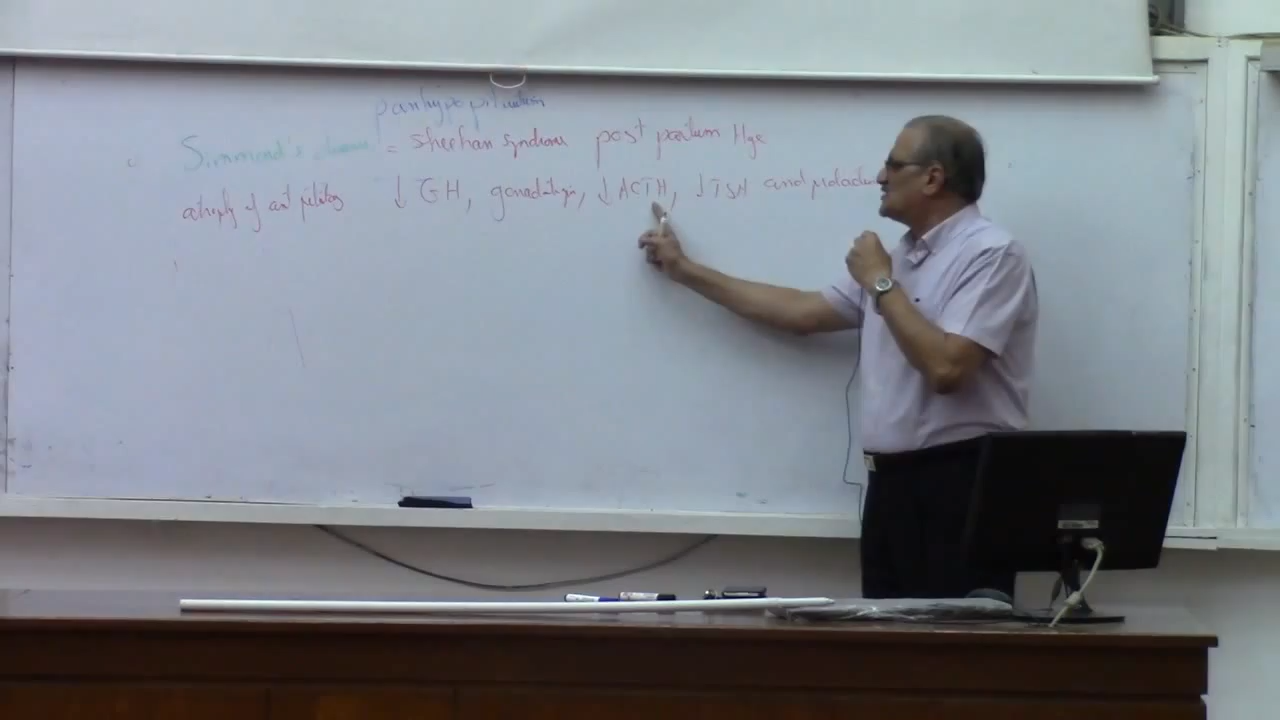 panhypopituitarism
Simmond's disease = Sheehan syndrome post partum Hge
atrophy of ant pituitary ↓ GH, gonadotropin, ↓ ACTH, ↓ TSH and prolactin